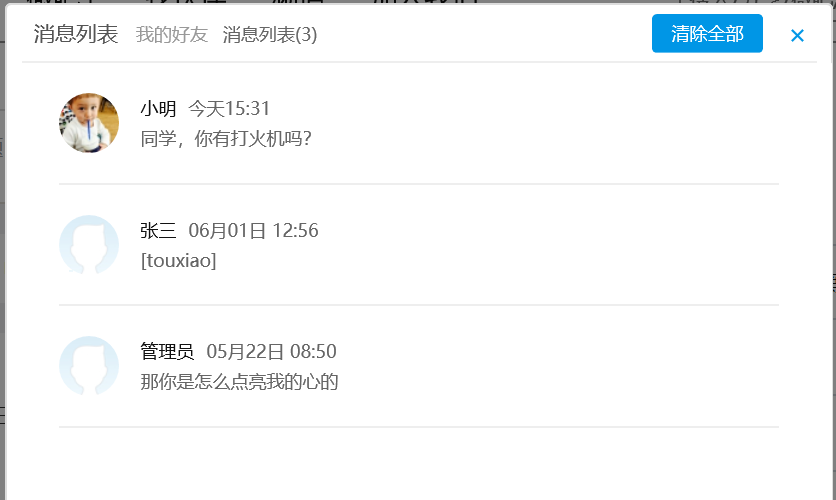 消息列表 我的好友 消息列表(3) 清除全部 ×
小明 今天15:31
同学，你有打火机吗?
张三 06月01日 12:56
[touxiao]
管理员 05月22日 08:50
那你是怎么点亮我的心的